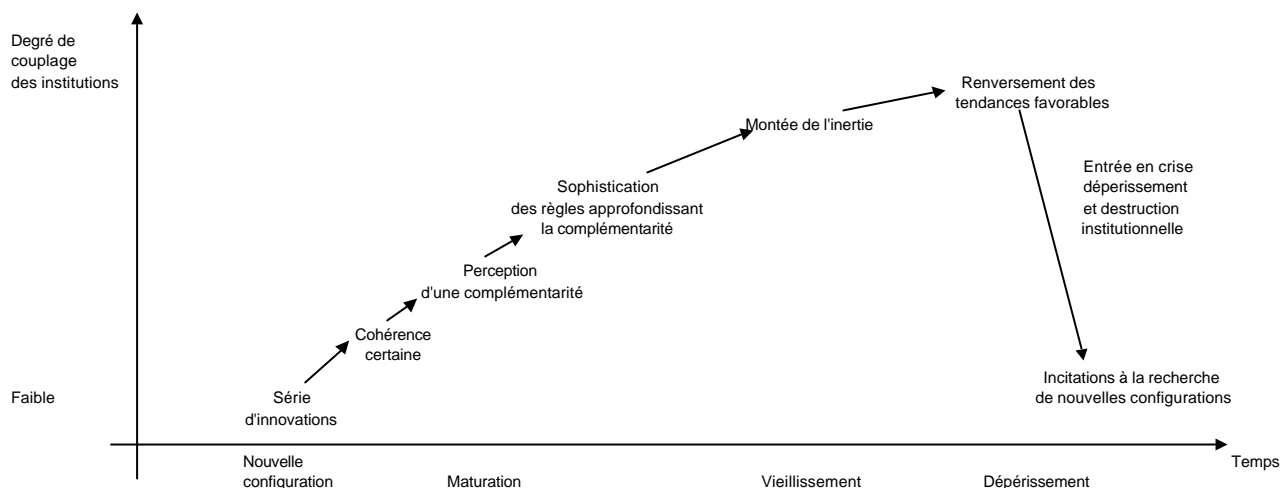 Degré de
couplage
des institutions
Renversement des
tendances favorables
Montée de l'inertie
Entrée en crise
déperissement
et destruction
institutionnelle
Sophistication
des règles approfondissant
la complémentarité
Perception
d'une complémentarité
Cohérence
certaine
Incitations à la recherche
de nouvelles configurations
Faible
Série
d'innovations
Temps
Nouvelle
configuration
Maturation
Vieillissement
Dépérissement